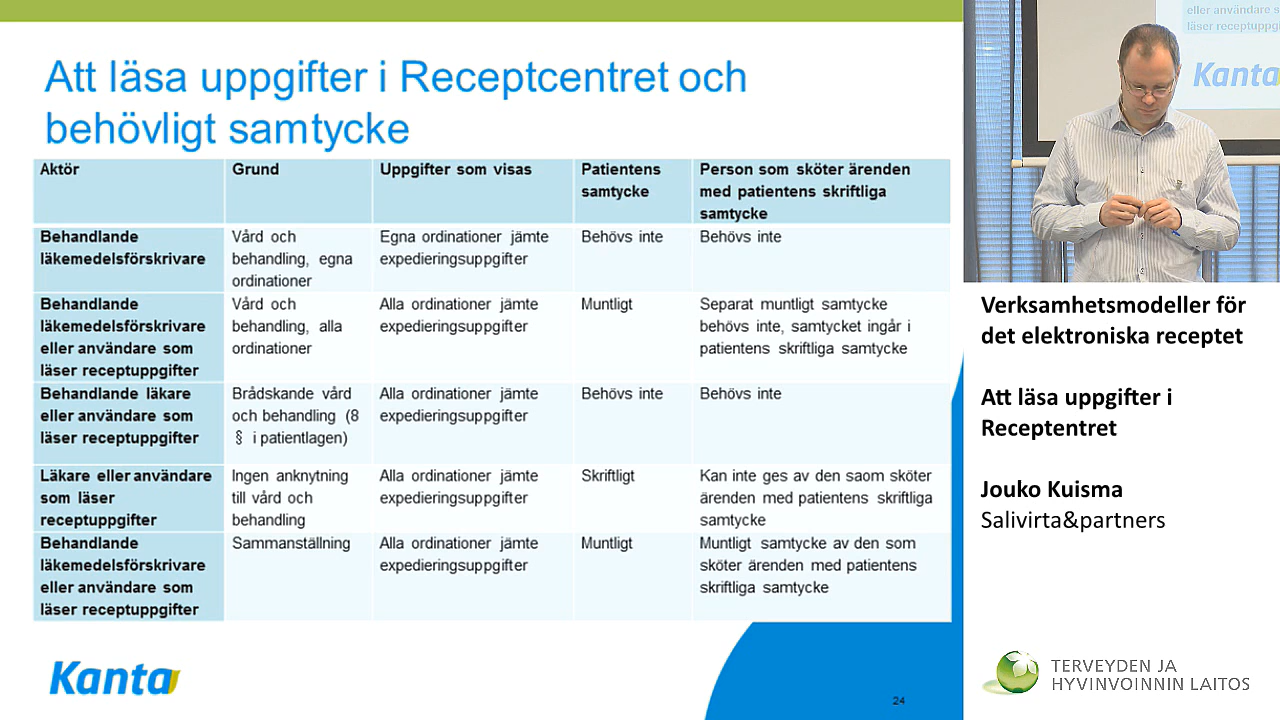 Att läsa uppgifter i Receptcentret och
behövligt samtycke
Aktör
Grund
Uppgifter som visas
Patientens
samtycke
Person som sköter ärenden
med patientens skriftliga
samtycke
Behandlande
läkemedelsförskrivare
Vård och
behandling, egna
ordinationer
Egna ordinationer jämte
expedieringsuppgifter
Behövs inte
Behövs inte
Behandlande
läkemedelsförskrivare
eller användare som
läser receptuppgifter
Vård och
behandling, alla
ordinationer
Alla ordinationer jämte
expedieringsuppgifter
Muntligt
Separat muntligt samtycke
behövs inte, samtycket ingår i
patientens skriftliga samtycke
Behandlande läkare
eller användare som
läser receptuppgifter
Brådskande vård
och behandling (8
§ i patientlagen)
Alla ordinationer jämte
expedieringsuppgifter
Behövs inte
Behövs inte
Läkare eller användare
som läser
receptuppgifter
Ingen anknytning
till vård och
behandling
Alla ordinationer jämte
expedieringsuppgifter
Skriftligt
Kan inte ges av den saom sköter
ärenden med patientens skriftliga
samtycke
Behandlande
läkemedelsförskrivare
eller användare som
läser receptuppgifter
Sammanställning
Alla ordinationer jämte
expedieringsuppgifter
Muntligt
Muntligt samtycke av den som
sköter ärenden med patientens
skriftliga samtycke
Kanta
24
eller användare s
läser receptuppgi
Kanta
Verksamhetsmodeller för
det elektroniska receptet
Att läsa uppgifter i
Receptentret
Jouko Kuisma
Salivirta&partners
TERVEYDEN JA
HYVINVOINNIN LAITOS